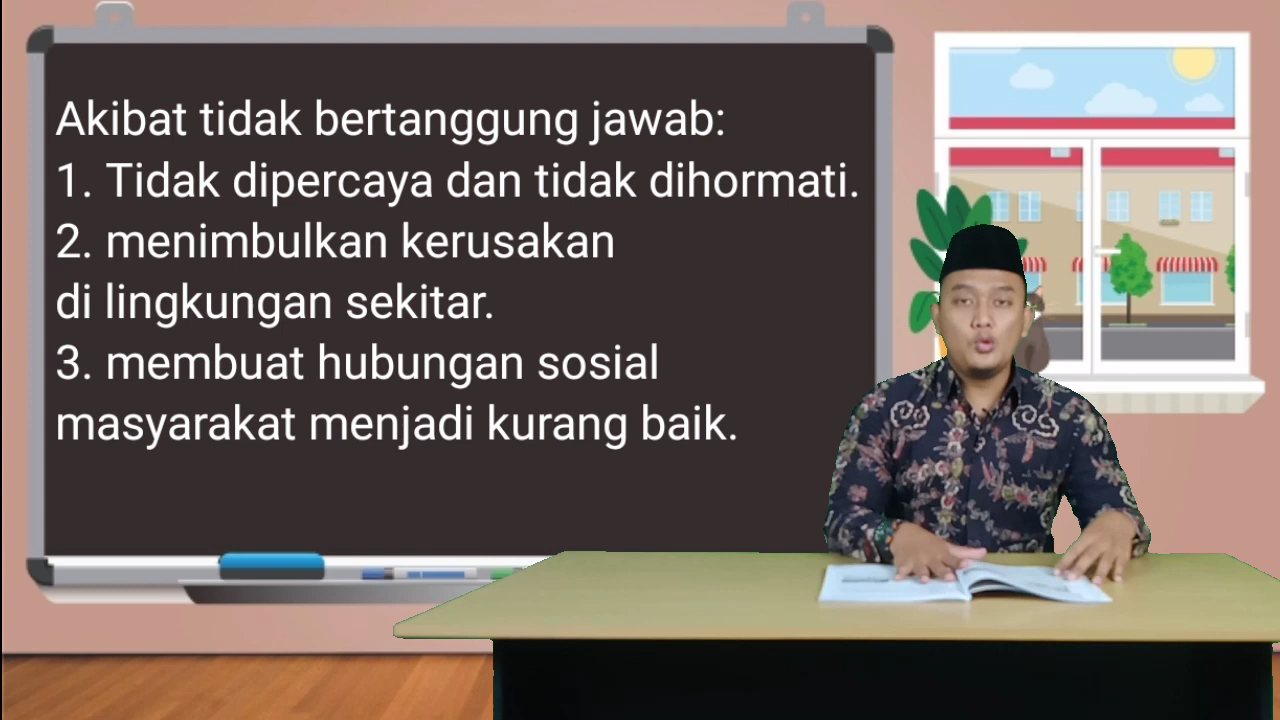 Akibat tidak bertanggung jawab:
1. Tidak dipercaya dan tidak dihormati.
2. menimbulkan kerusakan
di lingkungan sekitar.
3. membuat hubungan sosial
masyarakat menjadi kurang baik.